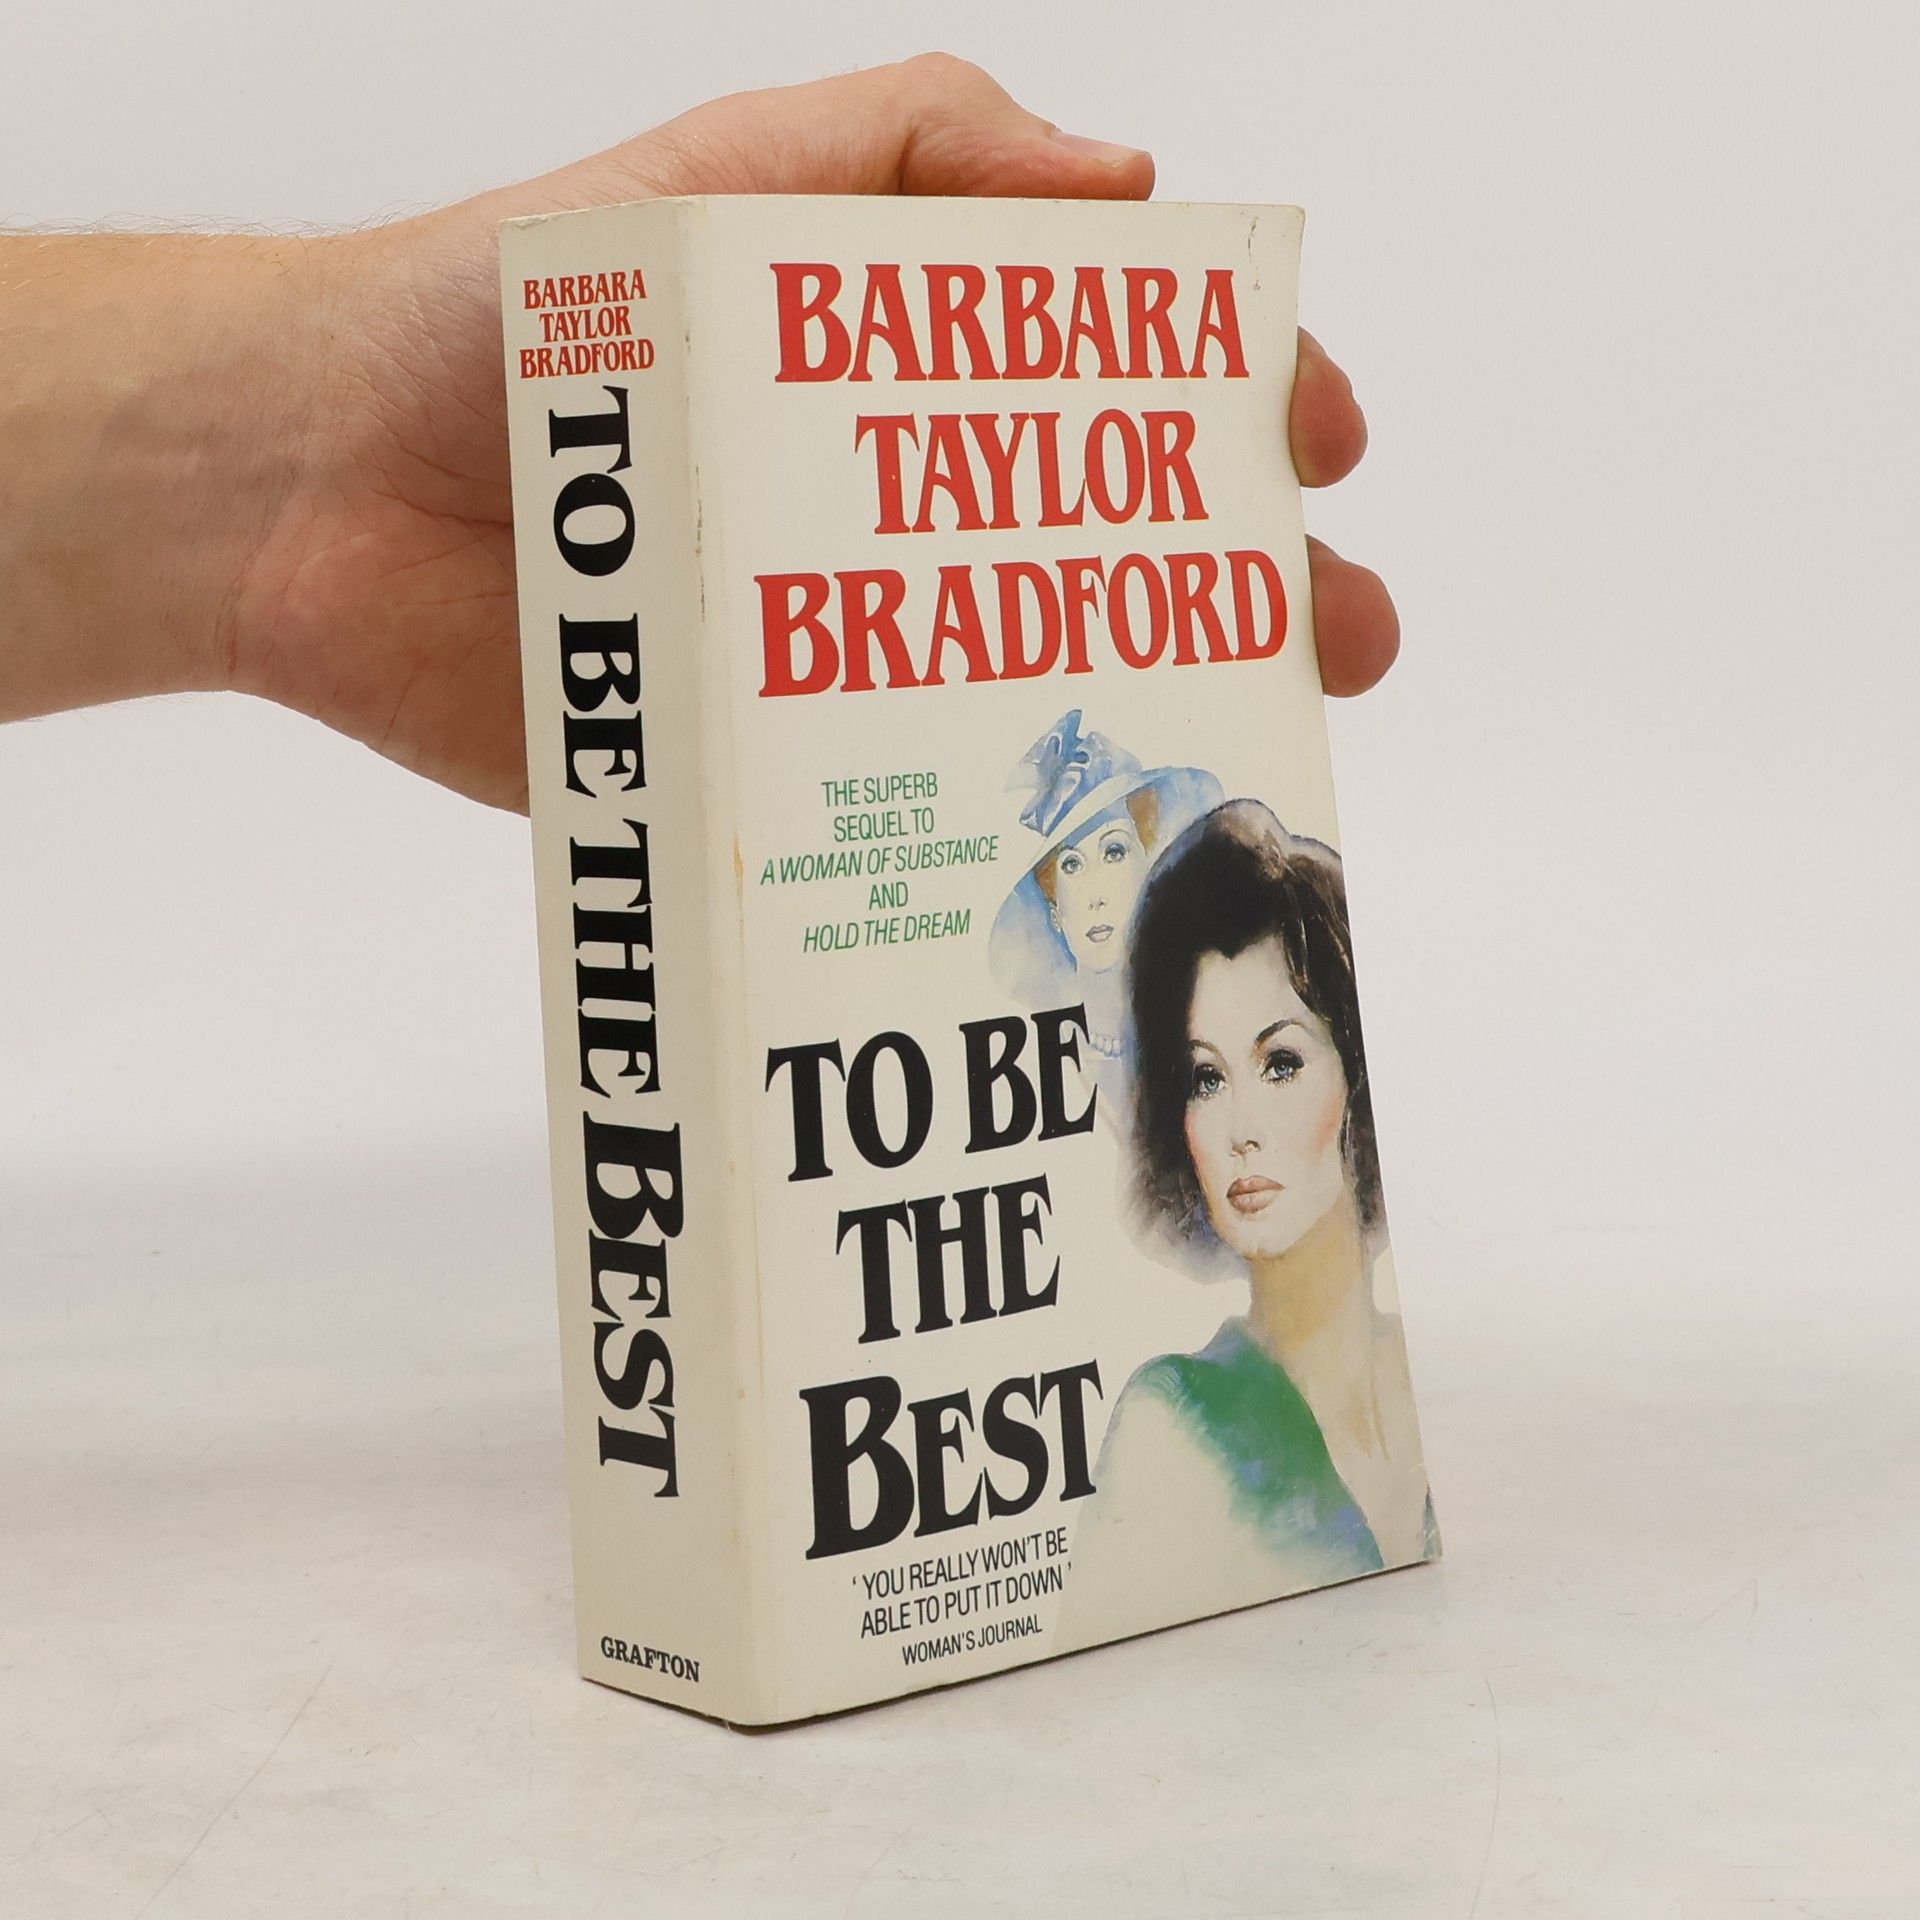 BARBARA
TAYLOR
BRADFORD
TO BE THE BEST
GRAFTON
BARBARA
TAYLOR
BRADFORD
THE SUPERB
SEQUEL TO
A WOMAN OF SUBSTANCE
AND
HOLD THE DREAM
TO BE
THE
BEST
‘YOU REALLY WON'T BE
ABLE TO PUT IT DOWN’
WOMAN'S JOURNAL